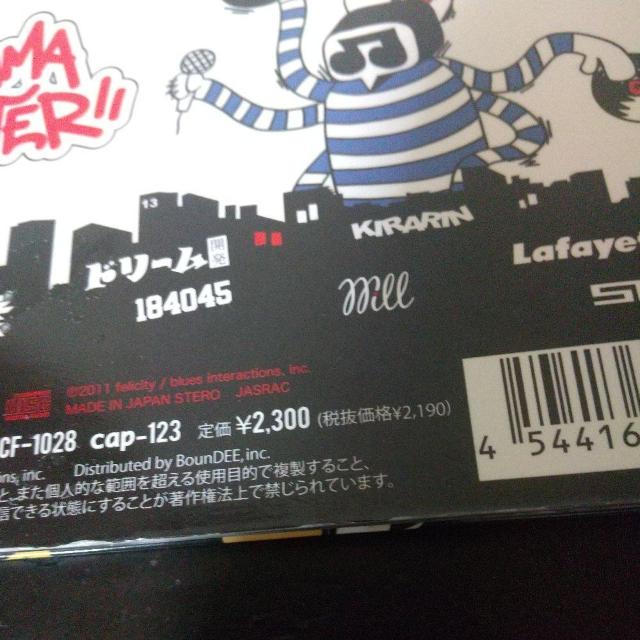 MA
TER!!
13
KIRARIN
ドリーム開発
Lafaye
184045
Mill
©2011 felicity / blues interactions, inc.
MADE IN JAPAN STEREO JASRAC
CF-1028 cap-123 定価 ¥2,300 (税抜価格¥2,190)
ons, inc. Distributed by BounDEE, inc.
と、また個人的な範囲を超える使用目的で複製すること、
信できる状態にすることが著作権法上で禁じられています。
4 54416